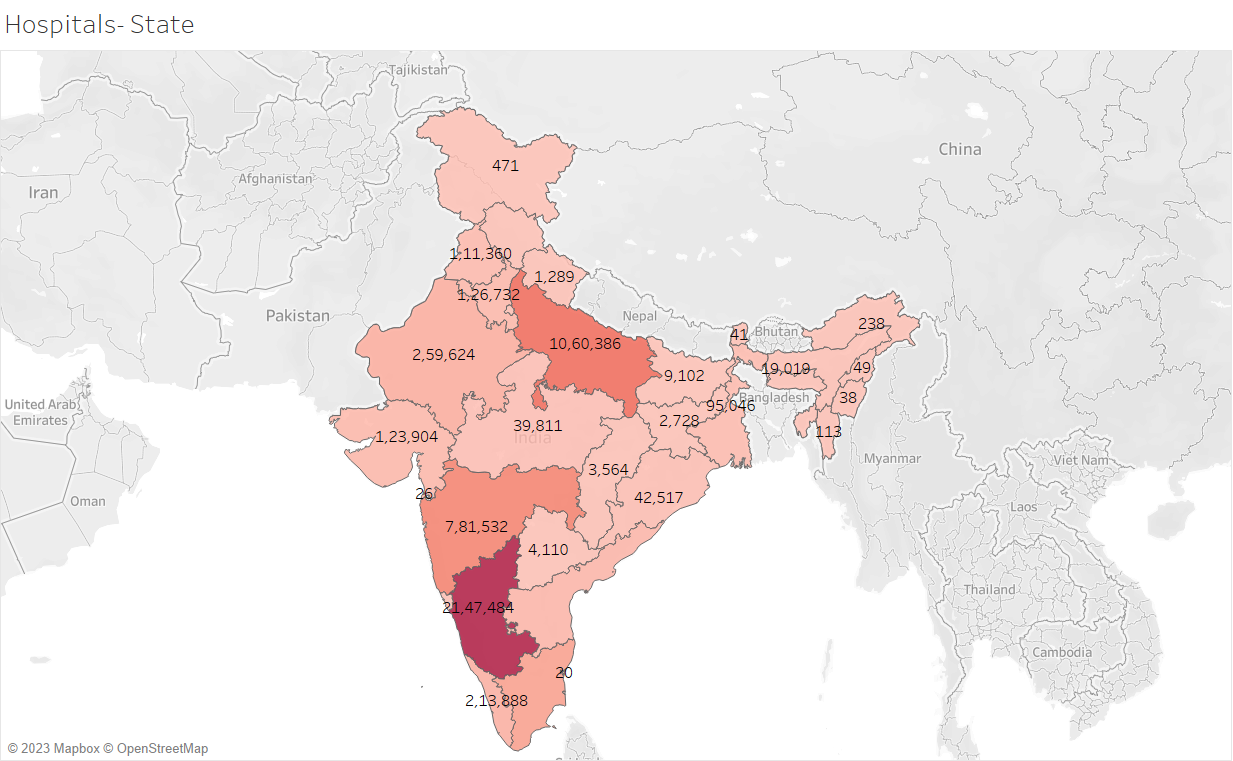 Hospitals- State
Tajikistan
471
China
Iran
Afghanistan
1,11,360
1,289
1,26,732
Pakistan
Nepal
238
41
Bhutan
10,60,386
2,59,624
19,019
49
9,102
United Arab
Emirates
Bangladesh
38
95,046
39,811
2,728
1,23,904
India
113
Myanmar
Viet Nam
3,564
26
42,517
Oman
Laos
7,81,532
4,110
Thailand
21,47,484
Cambodia
20
2,13,888
© 2023 Mapbox © OpenStreetMap